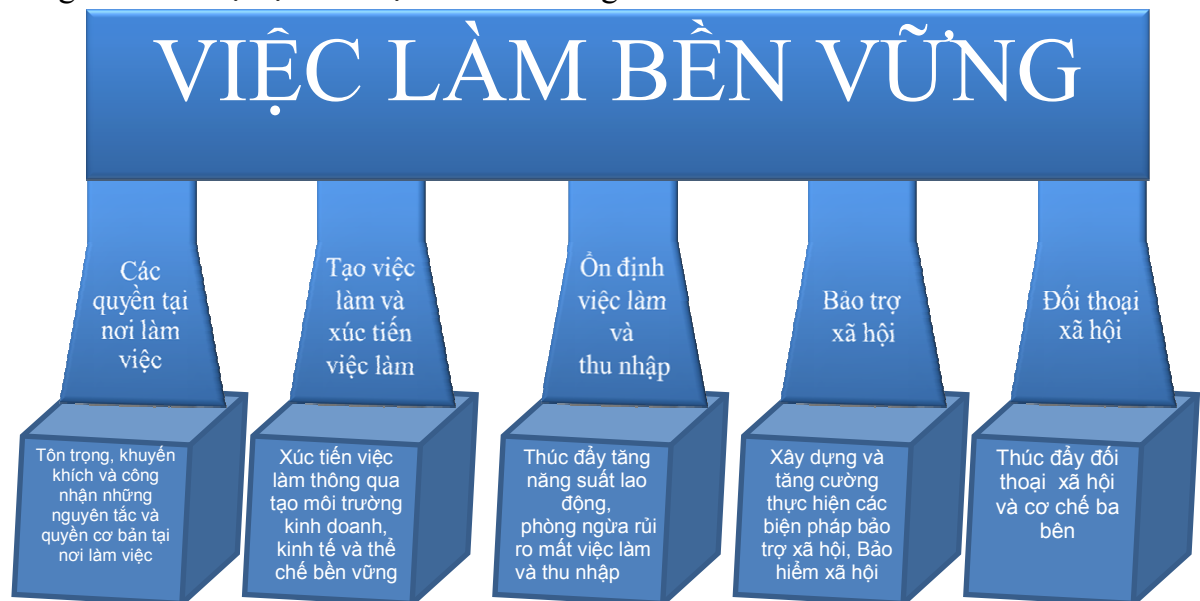 VIỆC LÀM BỀN VỮNG
Các
quyền tại
nơi làm
việc
Tạo việc
làm và
xúc tiến
việc làm
Ổn định
việc làm
và
thu nhập
Bảo trợ
xã hội
Đối thoại
xã hội
Tôn trọng, khuyến
khích và công
nhận những
nguyên tắc và
quyền cơ bản tại
nơi làm việc
Xúc tiến việc
làm thông qua
tạo môi trường
kinh doanh,
kinh tế và thể
chế bền vững
Thúc đẩy tăng
năng suất lao
động,
phòng ngừa rủi
ro mất việc làm
và thu nhập
Xây dựng và
tăng cường
thực hiện các
biện pháp bảo
trợ xã hội, Bảo
hiểm xã hội
Thúc đẩy đối
thoại xã hội
và cơ chế ba
bên